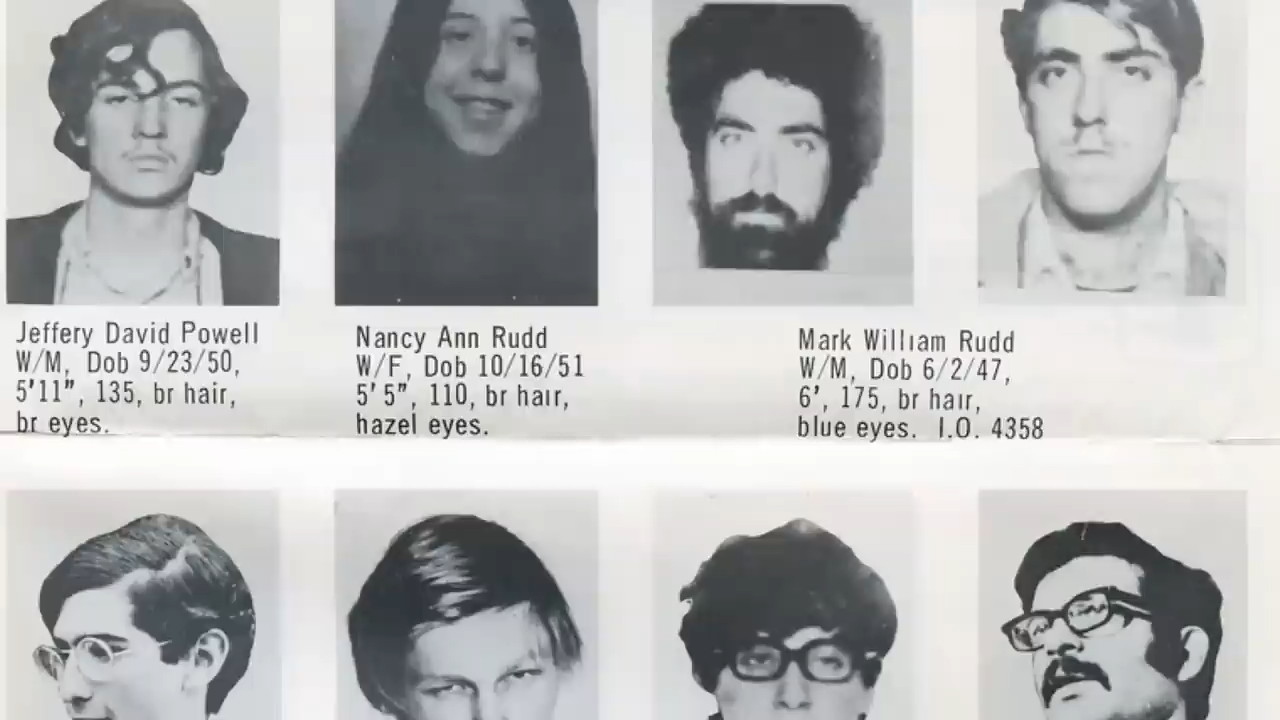 Jeffery David Powell
W/M, Dob 9/23/50,
5'11", 135, br hair,
br eyes.
Nancy Ann Rudd
W/F, Dob 10/16/51
5' 5", 110, br hair,
hazel eyes.
Mark William Rudd
W/M, Dob 6/2/47,
6', 175, br hair,
blue eyes. I.O. 4358